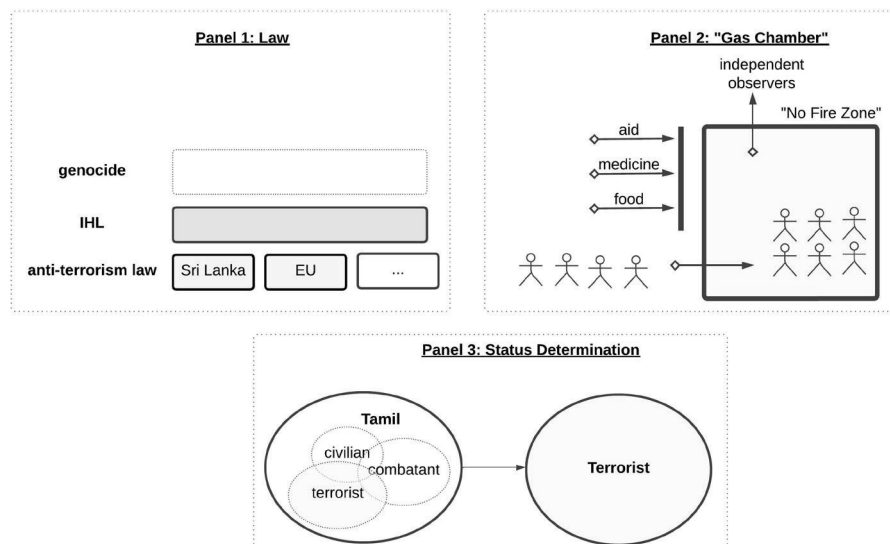 Panel 1: Law
genocide
IHL
anti-terrorism law
Sri Lanka
EU
...
Panel 2: "Gas Chamber"
independent
observers
"No Fire Zone"
aid
medicine
food
Panel 3: Status Determination
Tamil
civilian
combatant
terrorist
Terrorist